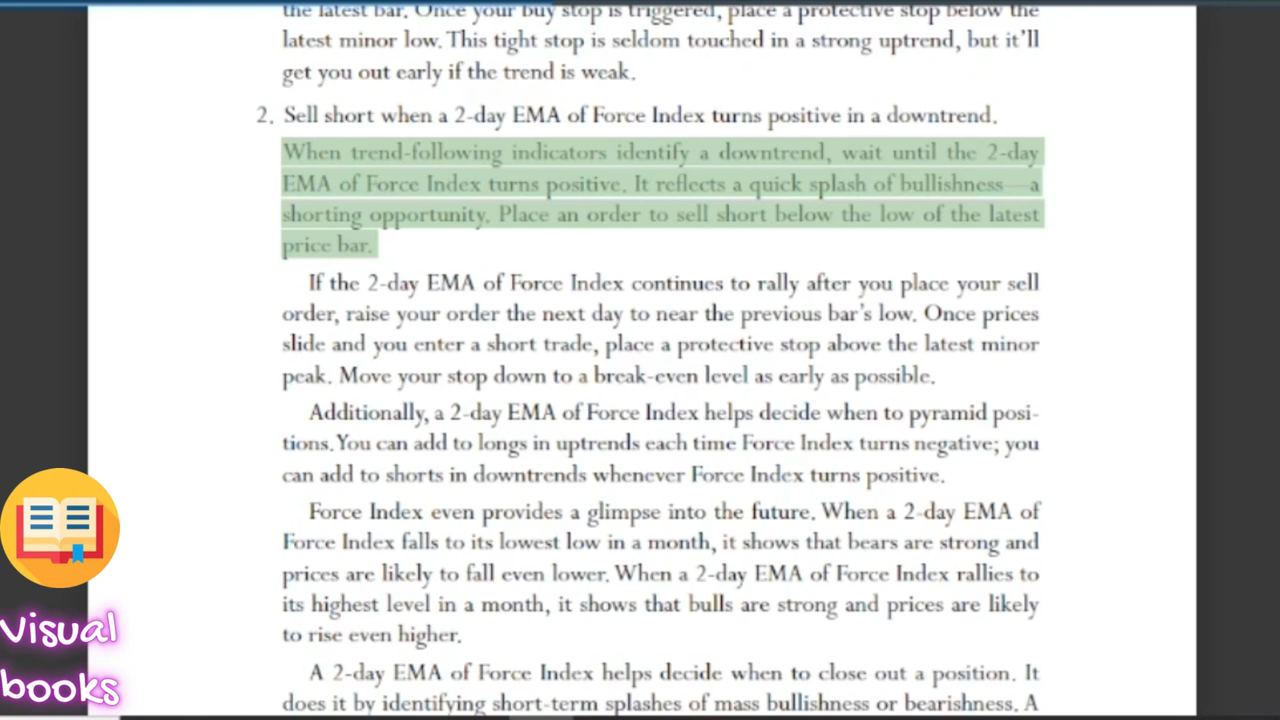 the latest bar. Once your buy stop is triggered, place a protective stop below the
latest minor low. This tight stop is seldom touched in a strong uptrend, but it'll
get you out early if the trend is weak.
2. Sell short when a 2-day EMA of Force Index turns positive in a downtrend.
When trend-following indicators identify a downtrend, wait until the 2-day
EMA of Force Index turns positive. It reflects a quick splash of bullishness—a
shorting opportunity. Place an order to sell short below the low of the latest
price bar.
If the 2-day EMA of Force Index continues to rally after you place your sell
order, raise your order the next day to near the previous bar's low. Once prices
slide and you enter a short trade, place a protective stop above the latest minor
peak. Move your stop down to a break-even level as early as possible.
Additionally, a 2-day EMA of Force Index helps decide when to pyramid posi-
tions. You can add to longs in uptrends each time Force Index turns negative; you
can add to shorts in downtrends whenever Force Index turns positive.
Force Index even provides a glimpse into the future. When a 2-day EMA of
Force Index falls to its lowest low in a month, it shows that bears are strong and
prices are likely to fall even lower. When a 2-day EMA of Force Index rallies to
its highest level in a month, it shows that bulls are strong and prices are likely
to rise even higher.
A 2-day EMA of Force Index helps decide when to close out a position. It
does it by identifying short-term splashes of mass bullishness or bearishness. A
Visual
books